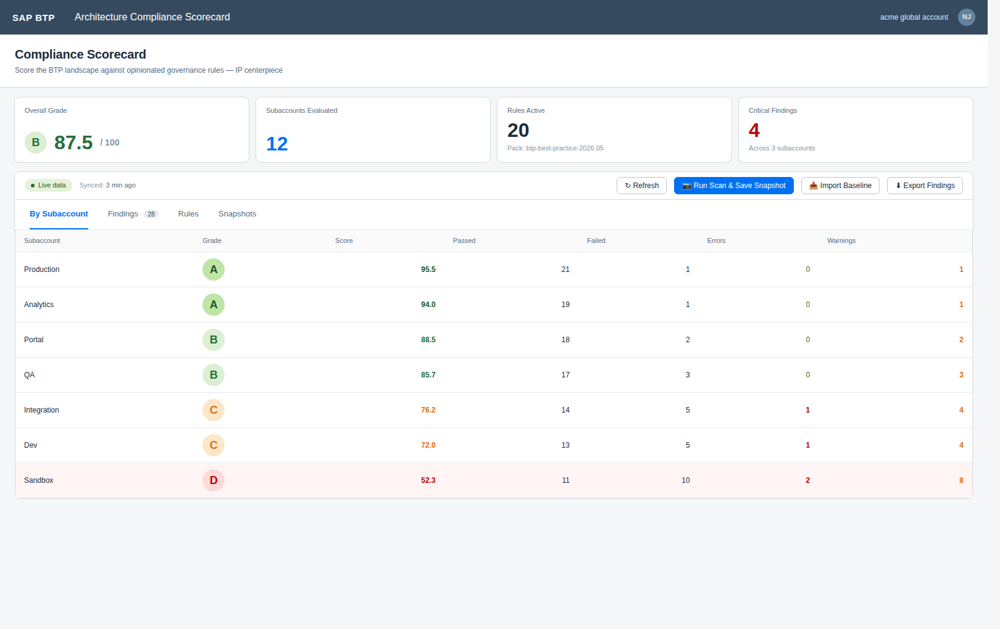 SAP BTP Architecture Compliance Scorecard acme global account NJ
Compliance Scorecard
Score the BTP landscape against opinionated governance rules — IP centerpiece
Overall Grade
B 87.5 / 100
Subaccounts Evaluated
12
Rules Active
20
Pack: btp-best-practice-2026.05
Critical Findings
4
Across 3 subaccounts
Live data Synced: 3 min ago ↻ Refresh 📷 Run Scan & Save Snapshot 📥 Import Baseline ⬇ Export Findings
By Subaccount Findings 28 Rules Snapshots
Subaccount Grade Score Passed Failed Errors Warnings
Production A 95.5 21 1 0 1
Analytics A 94.0 19 1 0 1
Portal B 88.5 18 2 0 2
QA B 85.7 17 3 0 3
Integration C 76.2 14 5 1 4
Dev C 72.0 13 5 1 4
Sandbox D 52.3 11 10 2 8